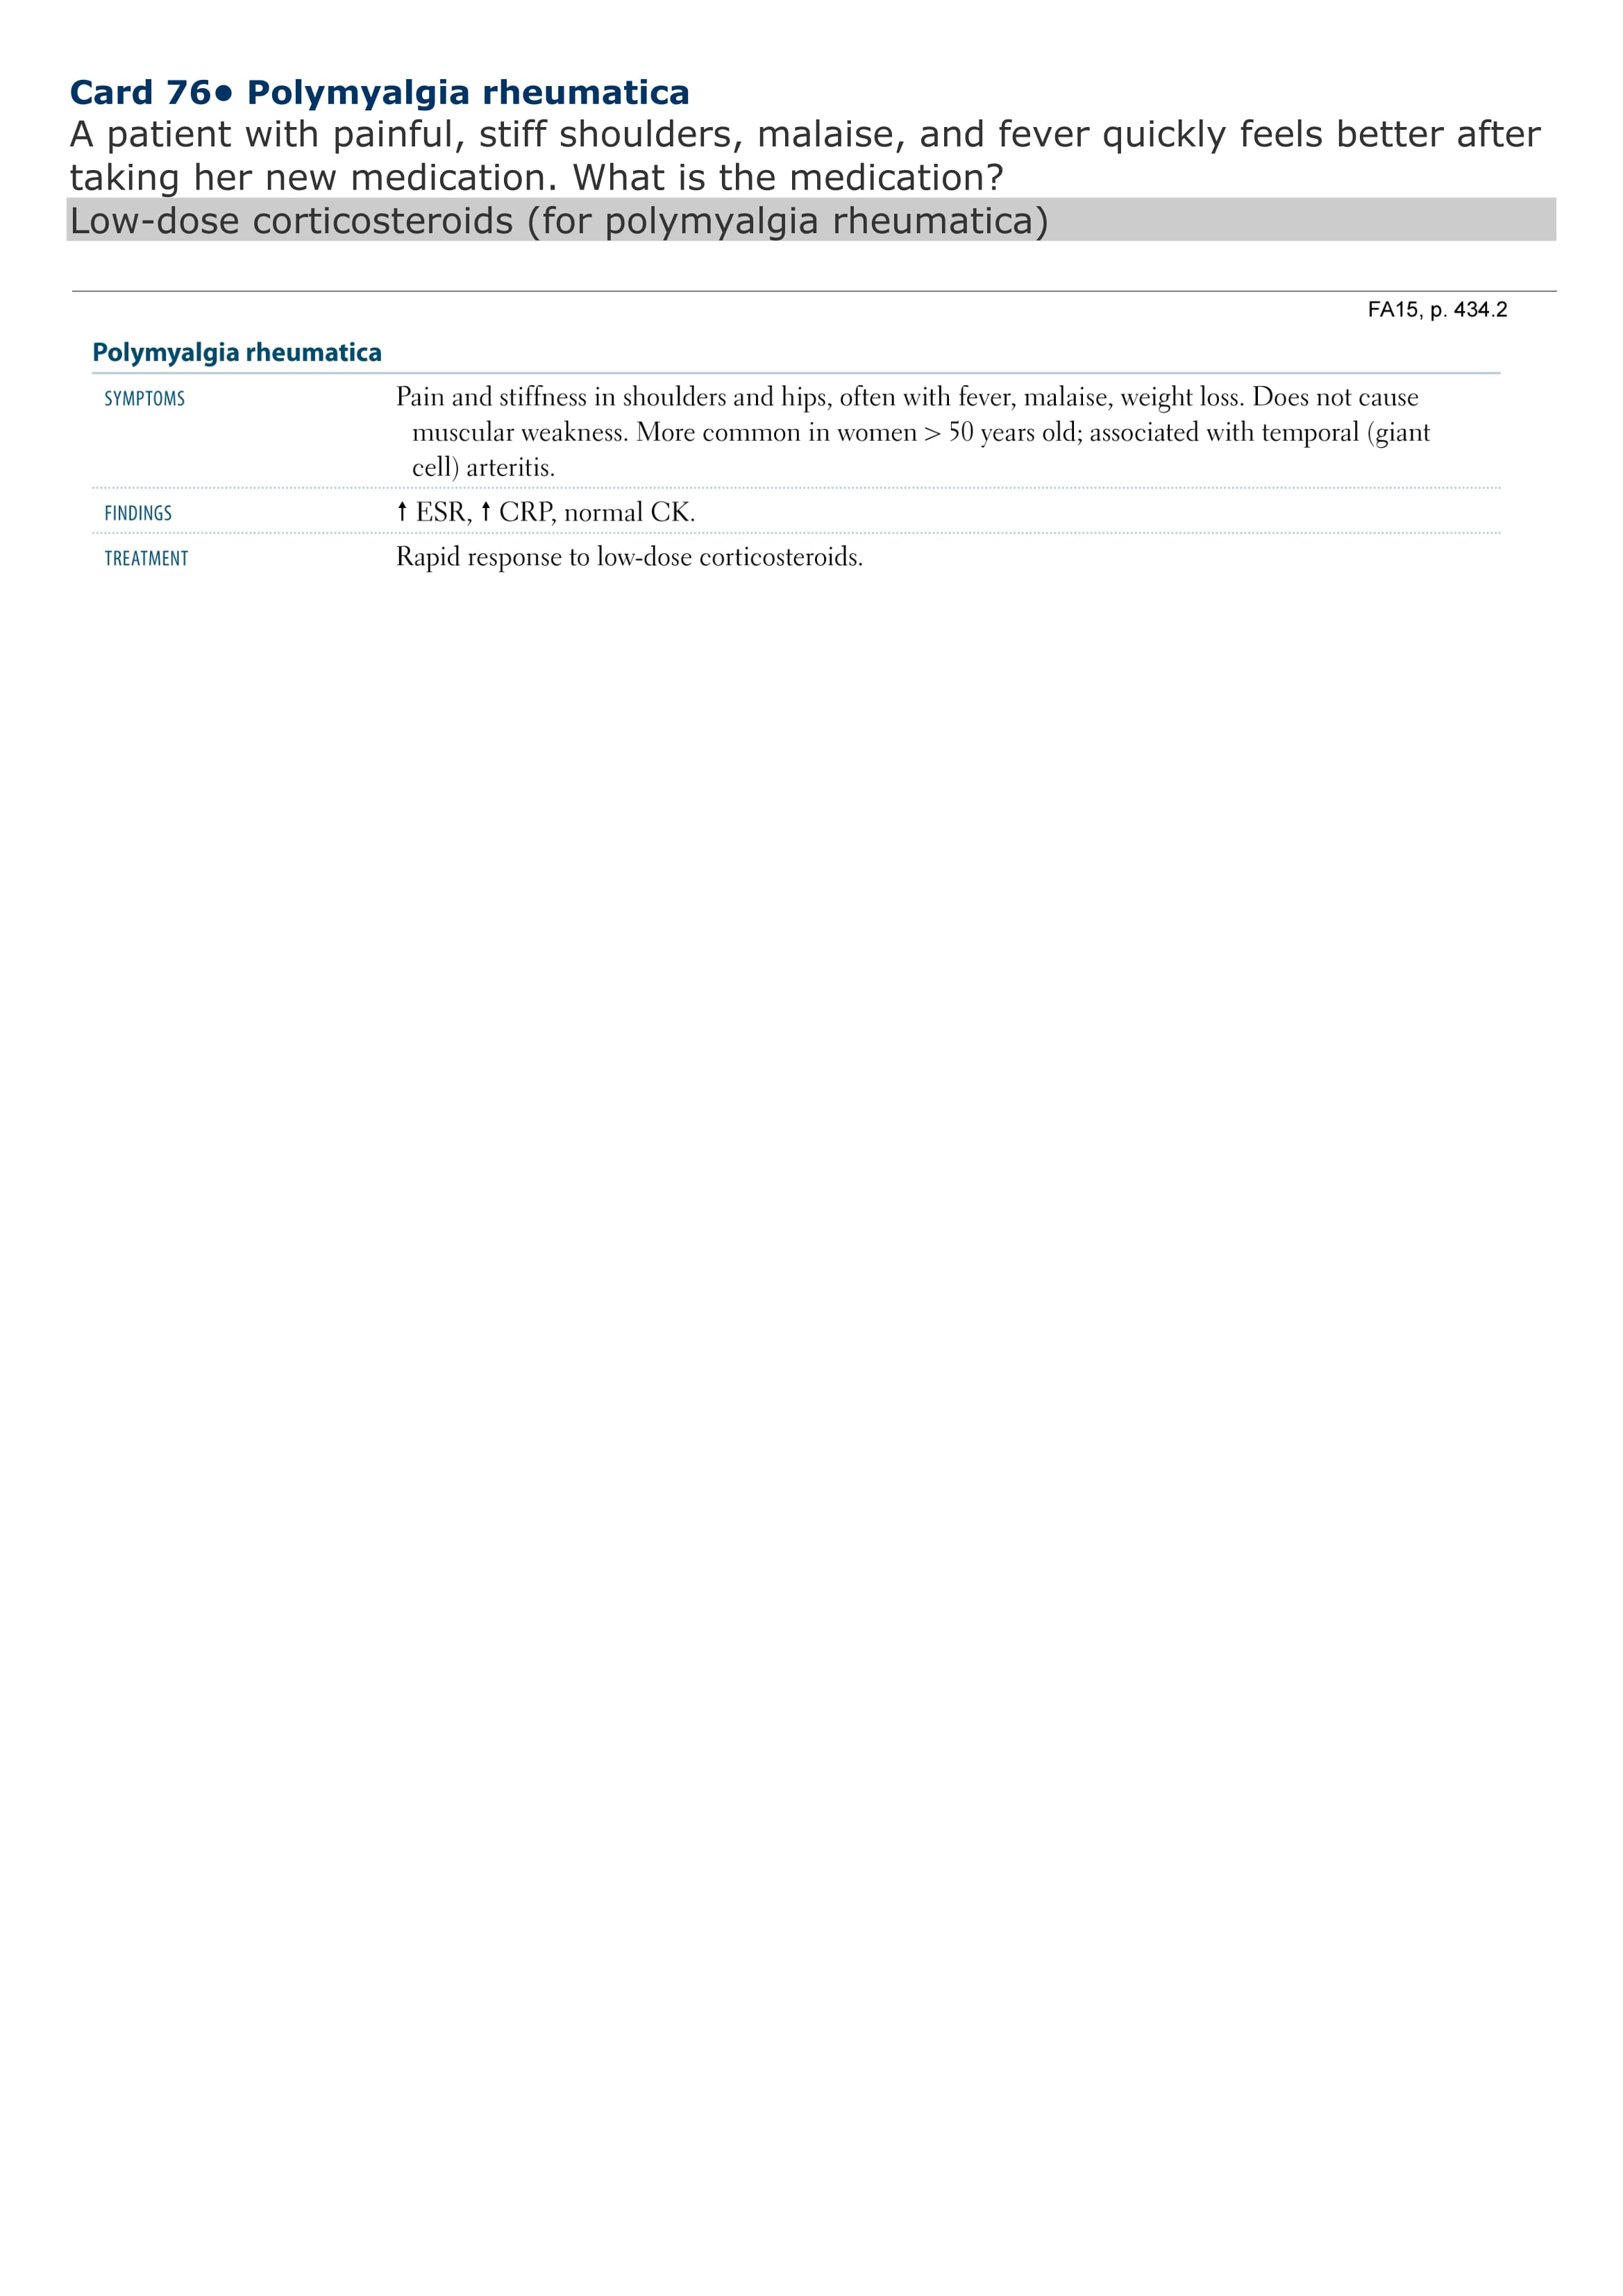 Card 76• Polymyalgia rheumatica
A patient with painful, stiff shoulders, malaise, and fever quickly feels better after
taking her new medication. What is the medication?
Low-dose corticosteroids (for polymyalgia rheumatica)
FA15, p. 434.2
Polymyalgia rheumatica
SYMPTOMS Pain and stiffness in shoulders and hips, often with fever, malaise, weight loss. Does not cause
muscular weakness. More common in women > 50 years old; associated with temporal (giant
cell) arteritis.
FINDINGS ↑ ESR, ↑ CRP, normal CK.
TREATMENT Rapid response to low-dose corticosteroids.